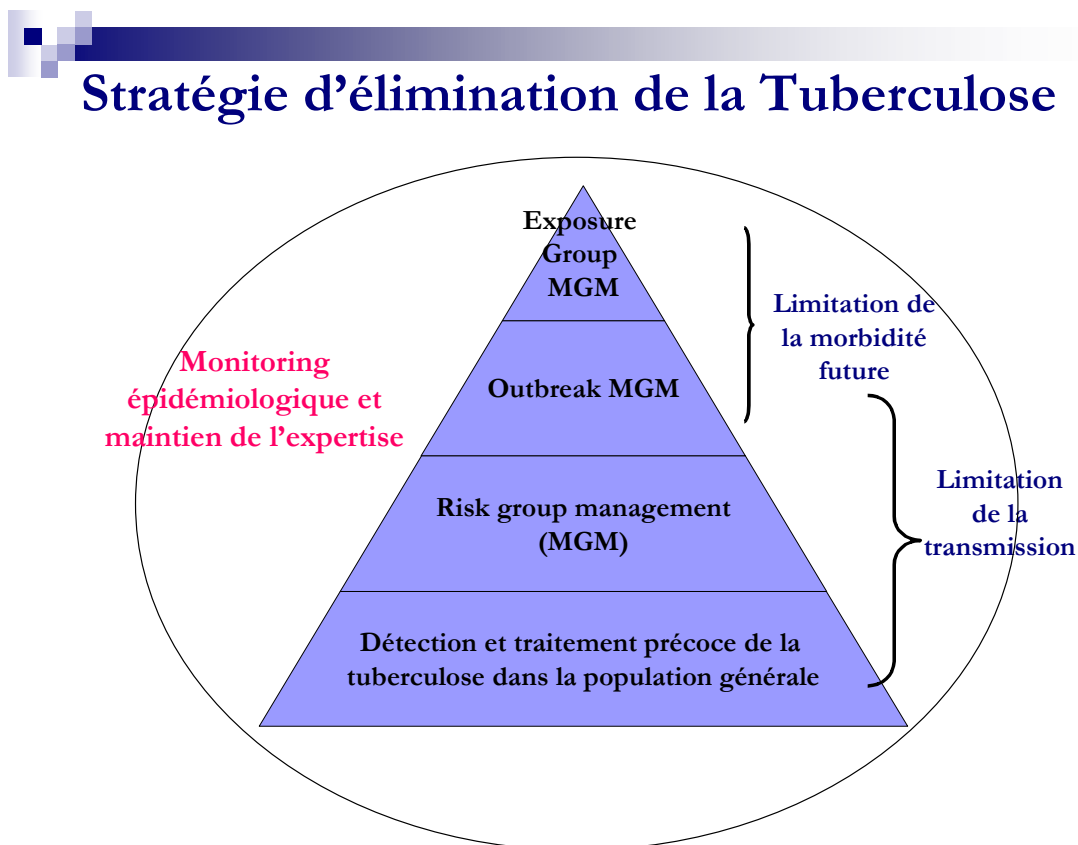 Stratégie d’élimination de la Tuberculose
Exposure
Group
MGM
Limitation de
la morbidité
future
Monitoring
épidémiologique et
maintien de l’expertise
Outbreak MGM
Risk group management
(MGM)
Limitation
de la
transmission
Détection et traitement précoce de la
tuberculose dans la population générale